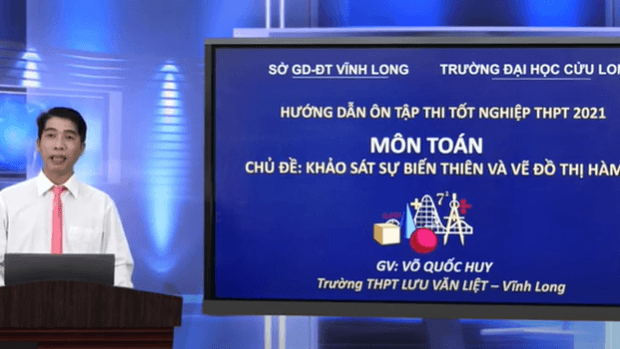 SỞ GD-ĐT VĨNH LONG TRƯỜNG ĐẠI HỌC CỬU LON
HƯỚNG DẪN ÔN TẬP THI TỐT NGHIỆP THPT 2021
MÔN TOÁN
CHỦ ĐỀ: KHẢO SÁT SỰ BIẾN THIÊN VÀ VẼ ĐỒ THỊ HÀM
GV: VÕ QUỐC HUY
Trường THPT LƯU VĂN LIỆT – Vĩnh Long